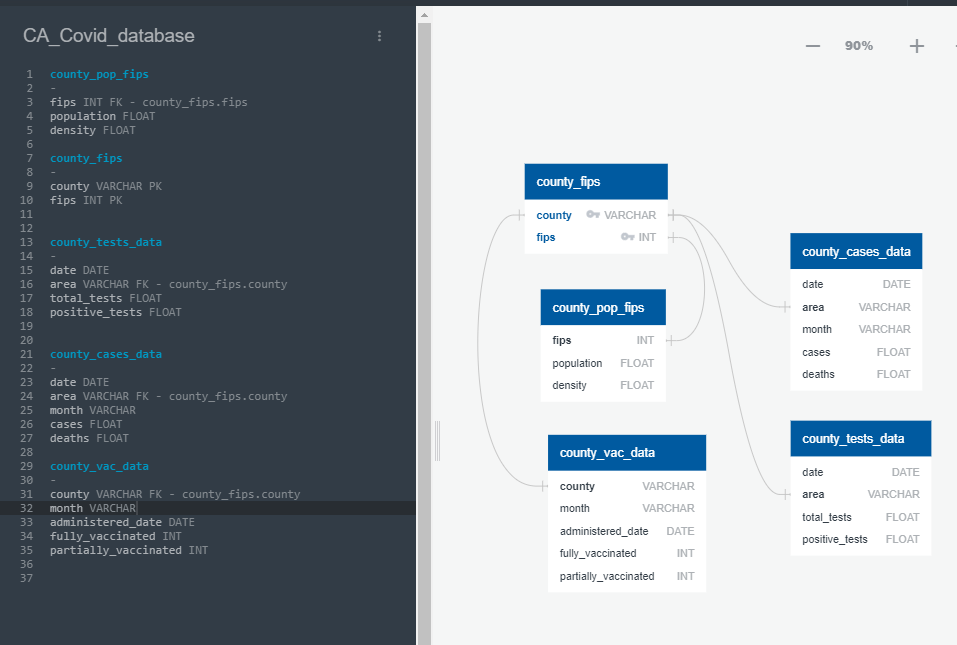 CA_Covid_database
1 county_pop_fips
2 -
3 fips INT FK - county_fips.fips
4 population FLOAT
5 density FLOAT
6
7 county_fips
8 -
9 county VARCHAR PK
10 fips INT PK
11
12
13 county_tests_data
14 -
15 date DATE
16 area VARCHAR FK - county_fips.county
17 total_tests FLOAT
18 positive_tests FLOAT
19
20
21 county_cases_data
22 -
23 date DATE
24 area VARCHAR FK - county_fips.county
25 month VARCHAR
26 cases FLOAT
27 deaths FLOAT
28
29 county_vac_data
30 -
31 county VARCHAR FK - county_fips.county
32 month VARCHAR
33 administered_date DATE
34 fully_vaccinated INT
35 partially_vaccinated INT
36
37
90%
county_fips
county VARCHAR
fips INT
county_pop_fips
fips INT
population FLOAT
density FLOAT
county_vac_data
county VARCHAR
month VARCHAR
administered_date DATE
fully_vaccinated INT
partially_vaccinated INT
county_cases_data
date DATE
area VARCHAR
month VARCHAR
cases FLOAT
deaths FLOAT
county_tests_data
date DATE
area VARCHAR
total_tests FLOAT
positive_tests FLOAT